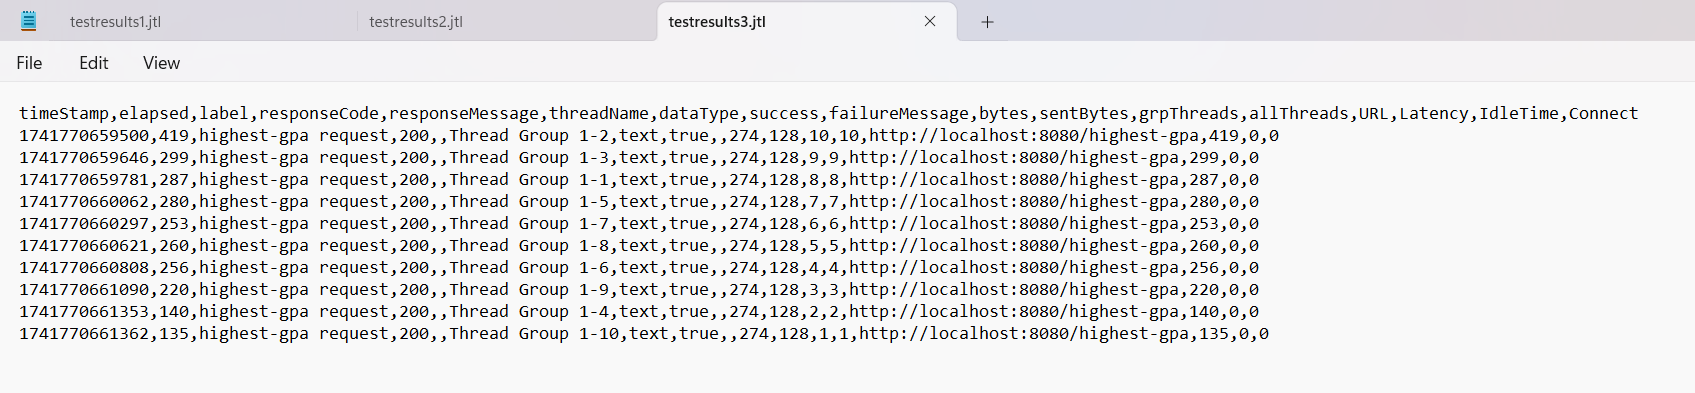 testresults1.jtl testresults2.jtl testresults3.jtl
File Edit View
timeStamp,elapsed,label,responseCode,responseMessage,threadName,dataType,success,failureMessage,bytes,sentBytes,grpThreads,allThreads,URL,Latency,IdleTime,Connect
1741770659500,419,highest-gpa request,200,,Thread Group 1-2,text,true,,274,128,10,10,http://localhost:8080/highest-gpa,419,0,0
1741770659646,299,highest-gpa request,200,,Thread Group 1-3,text,true,,274,128,9,9,http://localhost:8080/highest-gpa,299,0,0
1741770659781,287,highest-gpa request,200,,Thread Group 1-1,text,true,,274,128,8,8,http://localhost:8080/highest-gpa,287,0,0
1741770660062,280,highest-gpa request,200,,Thread Group 1-5,text,true,,274,128,7,7,http://localhost:8080/highest-gpa,280,0,0
1741770660297,253,highest-gpa request,200,,Thread Group 1-7,text,true,,274,128,6,6,http://localhost:8080/highest-gpa,253,0,0
1741770660621,260,highest-gpa request,200,,Thread Group 1-8,text,true,,274,128,5,5,http://localhost:8080/highest-gpa,260,0,0
1741770660808,256,highest-gpa request,200,,Thread Group 1-6,text,true,,274,128,4,4,http://localhost:8080/highest-gpa,256,0,0
1741770661090,220,highest-gpa request,200,,Thread Group 1-9,text,true,,274,128,3,3,http://localhost:8080/highest-gpa,220,0,0
1741770661353,140,highest-gpa request,200,,Thread Group 1-4,text,true,,274,128,2,2,http://localhost:8080/highest-gpa,140,0,0
1741770661362,135,highest-gpa request,200,,Thread Group 1-10,text,true,,274,128,1,1,http://localhost:8080/highest-gpa,135,0,0